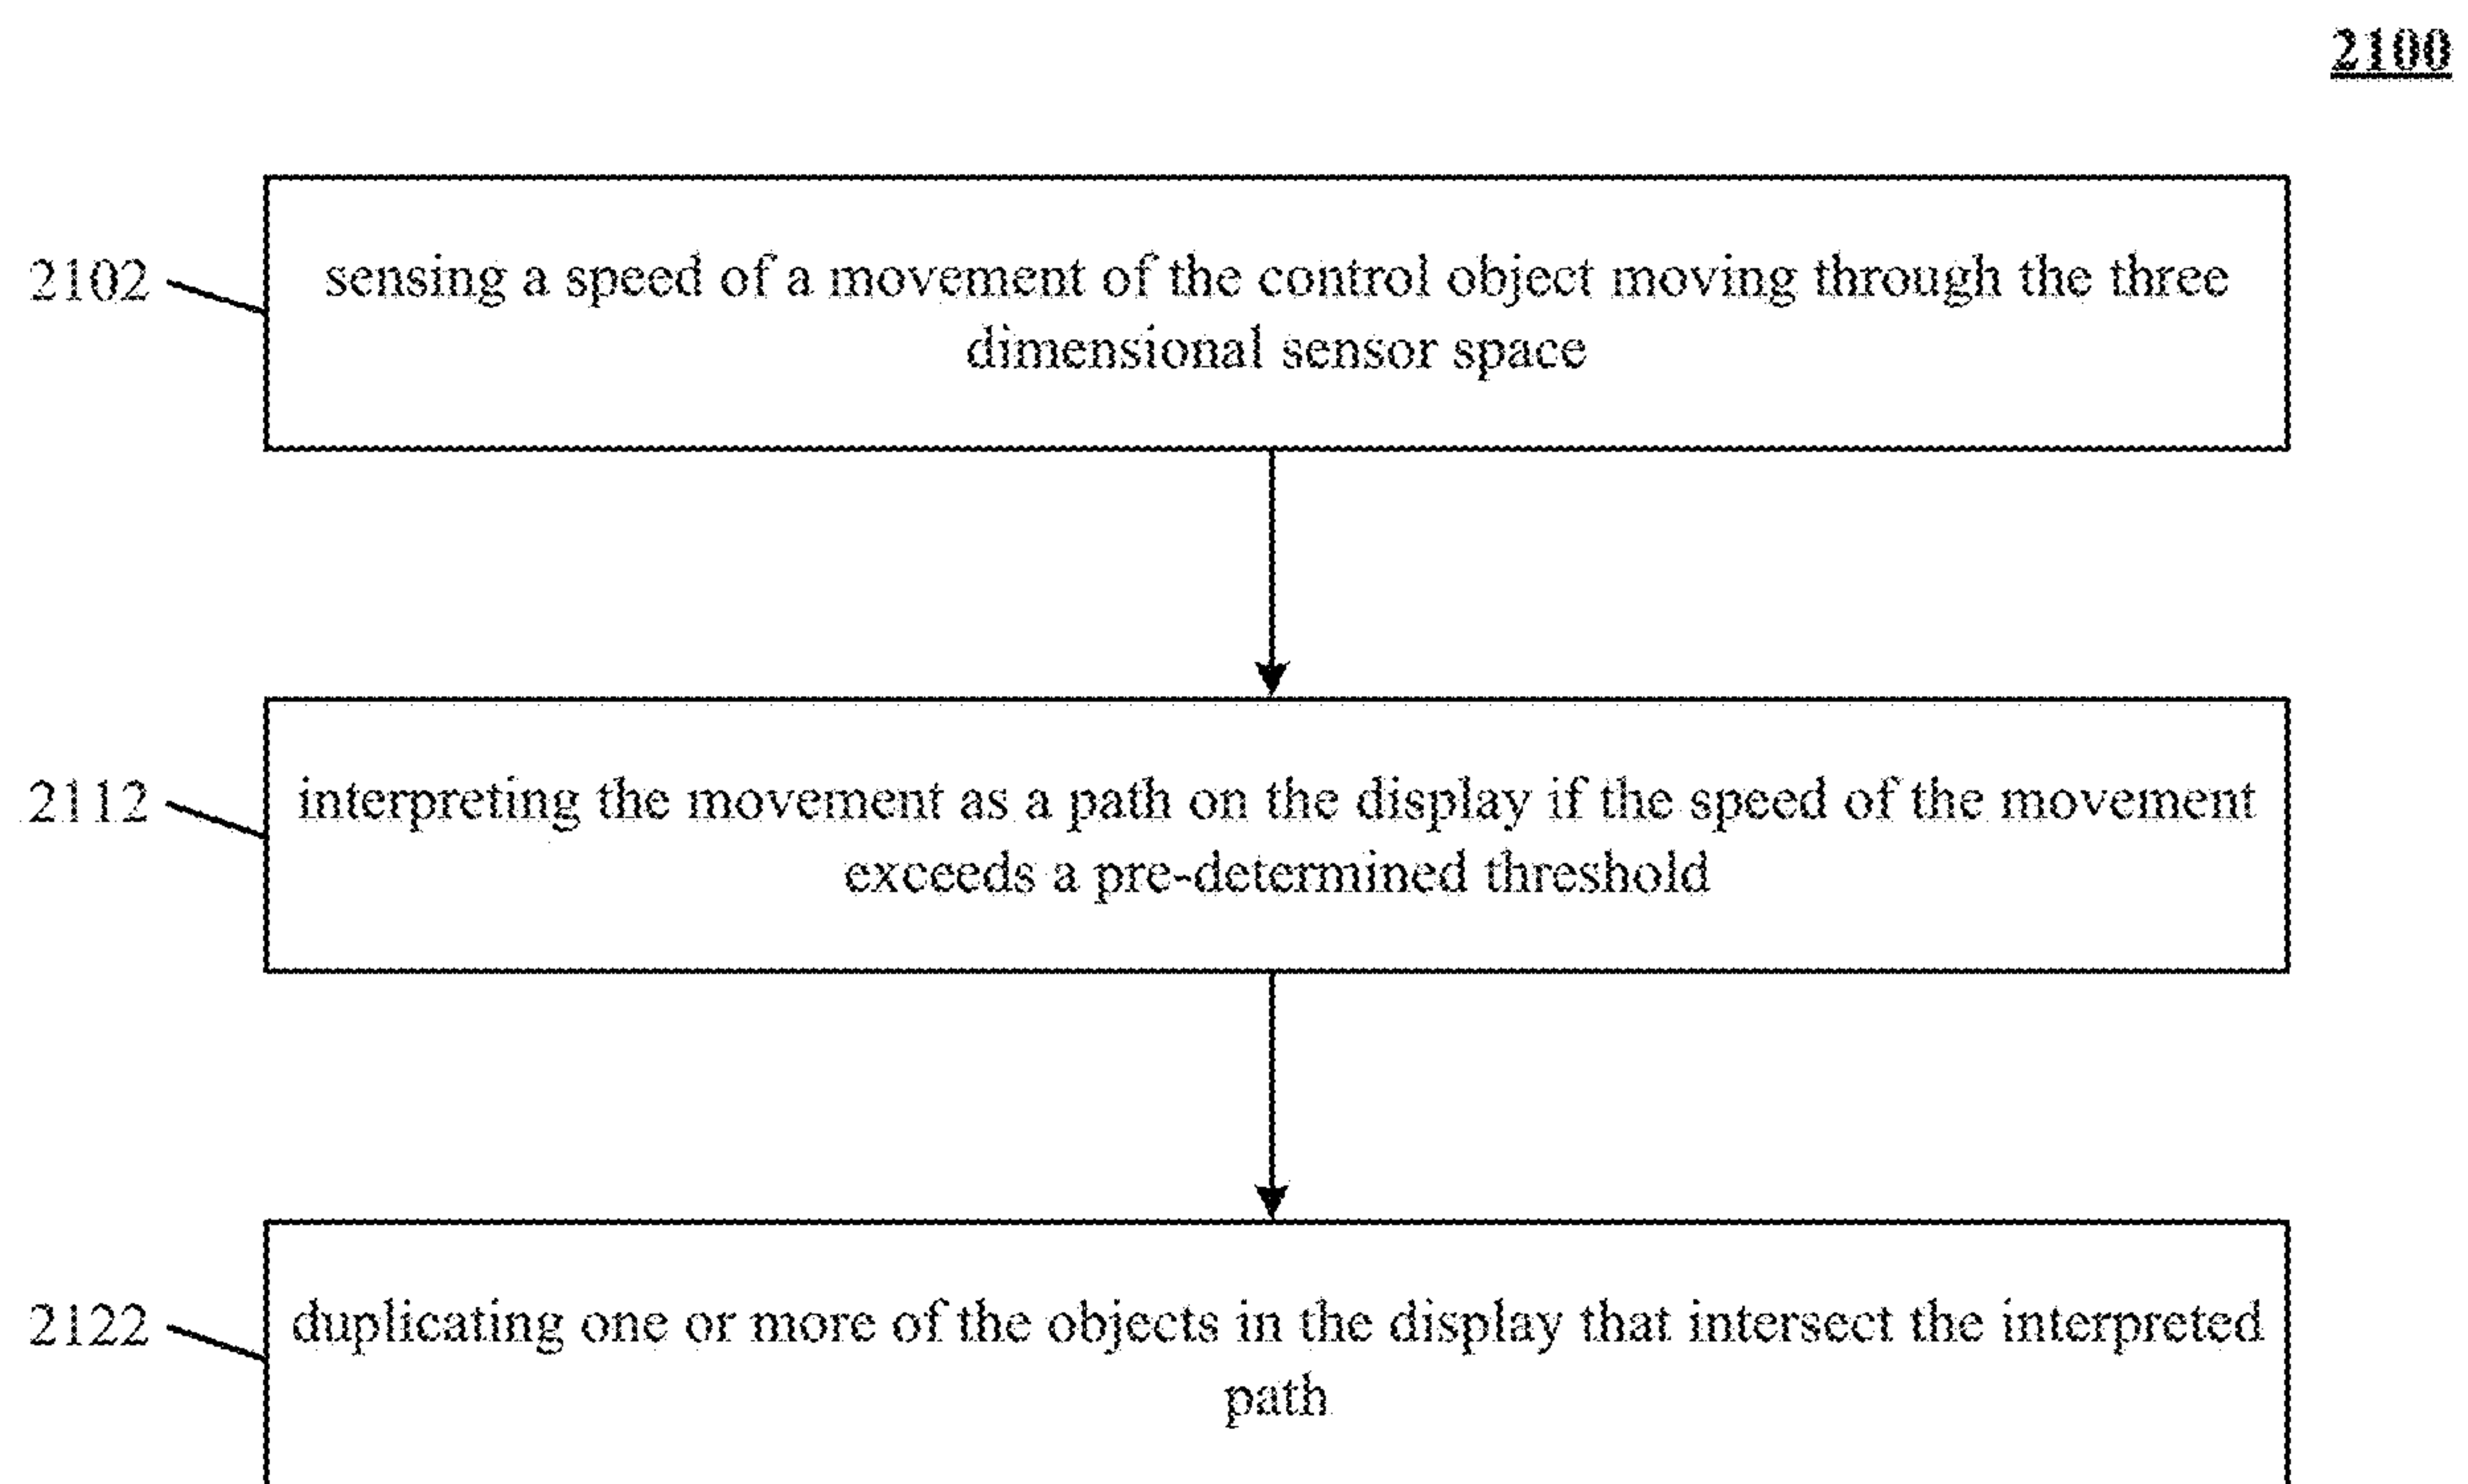 2100
2102
sensing a speed of a movement of the control object moving through the three
dimensional sensor space
2112
interpreting the movement as a path on the display if the speed of the movement
exceeds a pre-determined threshold
2122
duplicating one or more of the objects in the display that intersect the interpreted
path